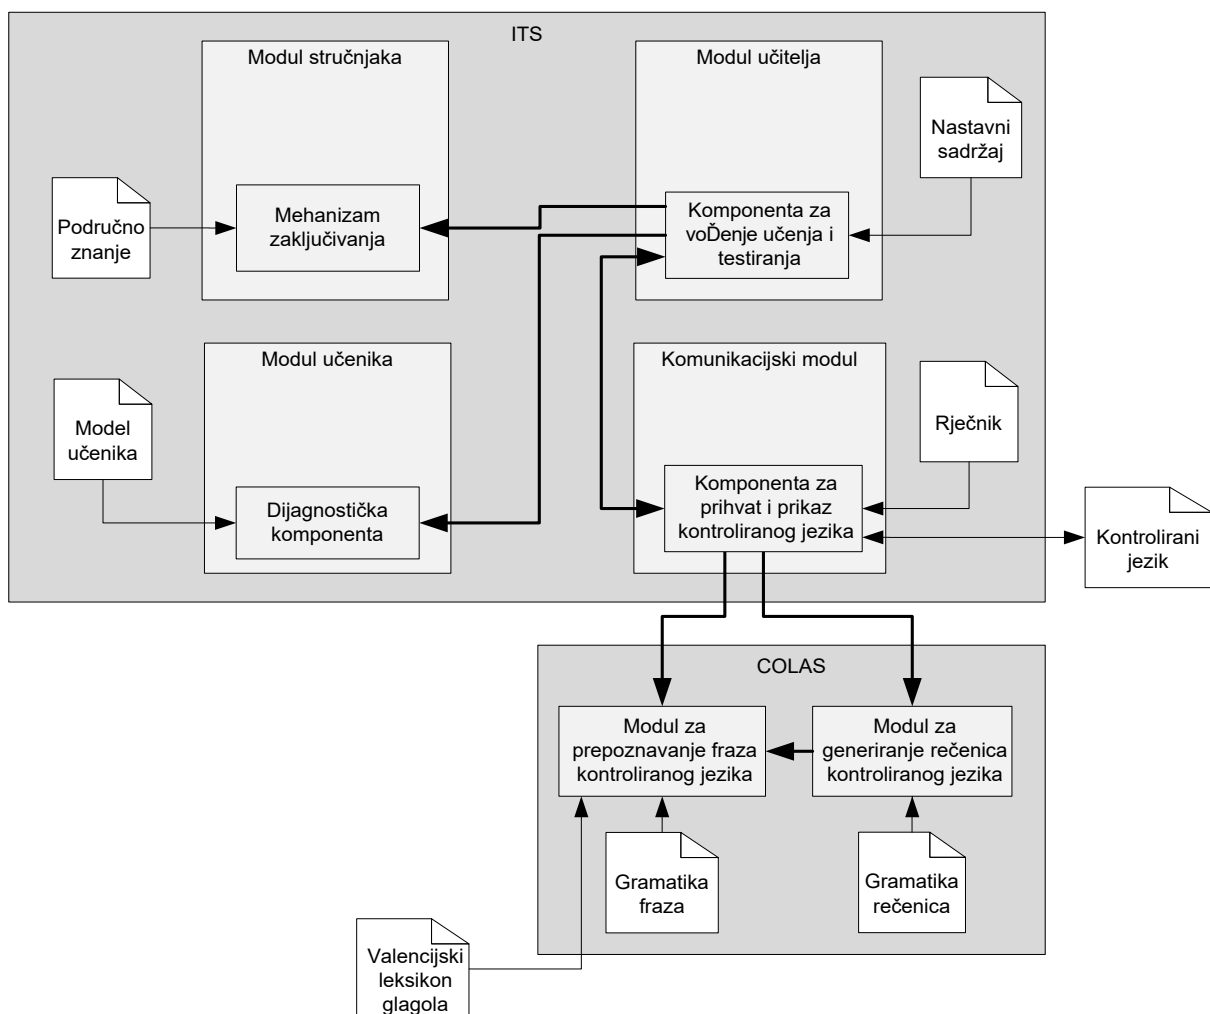 ITS
Modul stručnjaka
Modul učitelja
Nastavni
sadržaj
Područno
znanje
Mehanizam
zaključivanja
Komponenta za
voĎenje učenja i
testiranja
Modul učenika
Komunikacijski modul
Model
učenika
Rječnik
Dijagnostička
komponenta
Komponenta za
prihvat i prikaz
kontroliranog jezika
Kontrolirani
jezik
COLAS
Modul za
prepoznavanje fraza
kontroliranog jezika
Modul za
generiranje rečenica
kontroliranog jezika
Gramatika
fraza
Gramatika
rečenica
Valencijski
leksikon
glagola